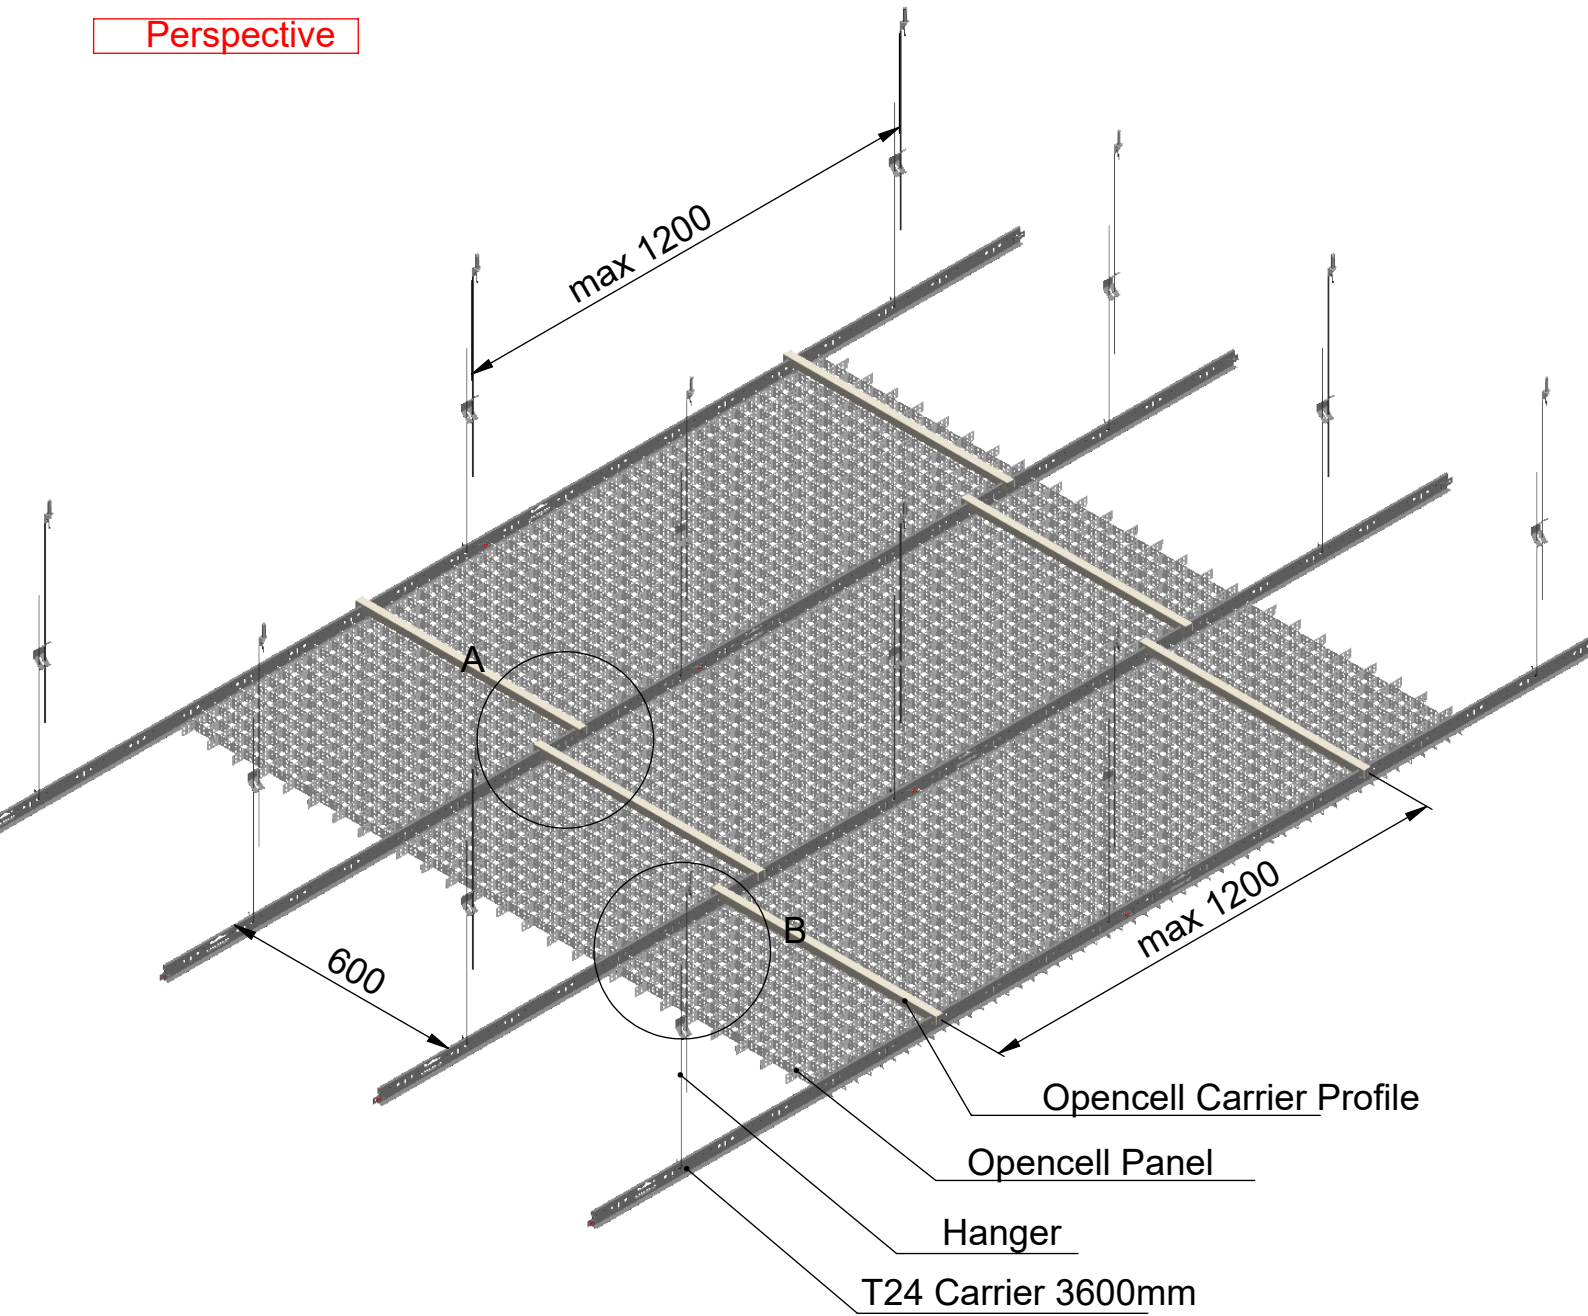 Perspective
max 1200
A
600
B
max 1200
Opencell Carrier Profile
Opencell Panel
Hanger
T24 Carrier 3600mm